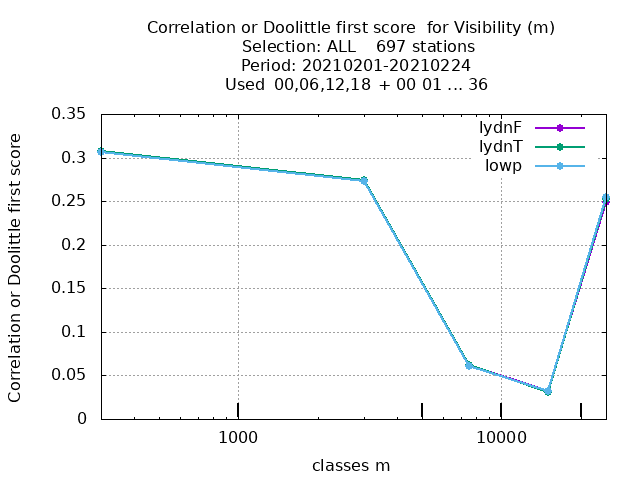 Correlation or Doolittle first score  for Visibility (m)
Selection: ALL    697 stations
Period: 20210201-20210224
Used  00,06,12,18  + 00 01 ... 36
Correlation or Doolittle first score
0.35
0.3
0.25
0.2
0.15
0.1
0.05
0
lydnF
lydnT
lowp
1000 10000
classes m